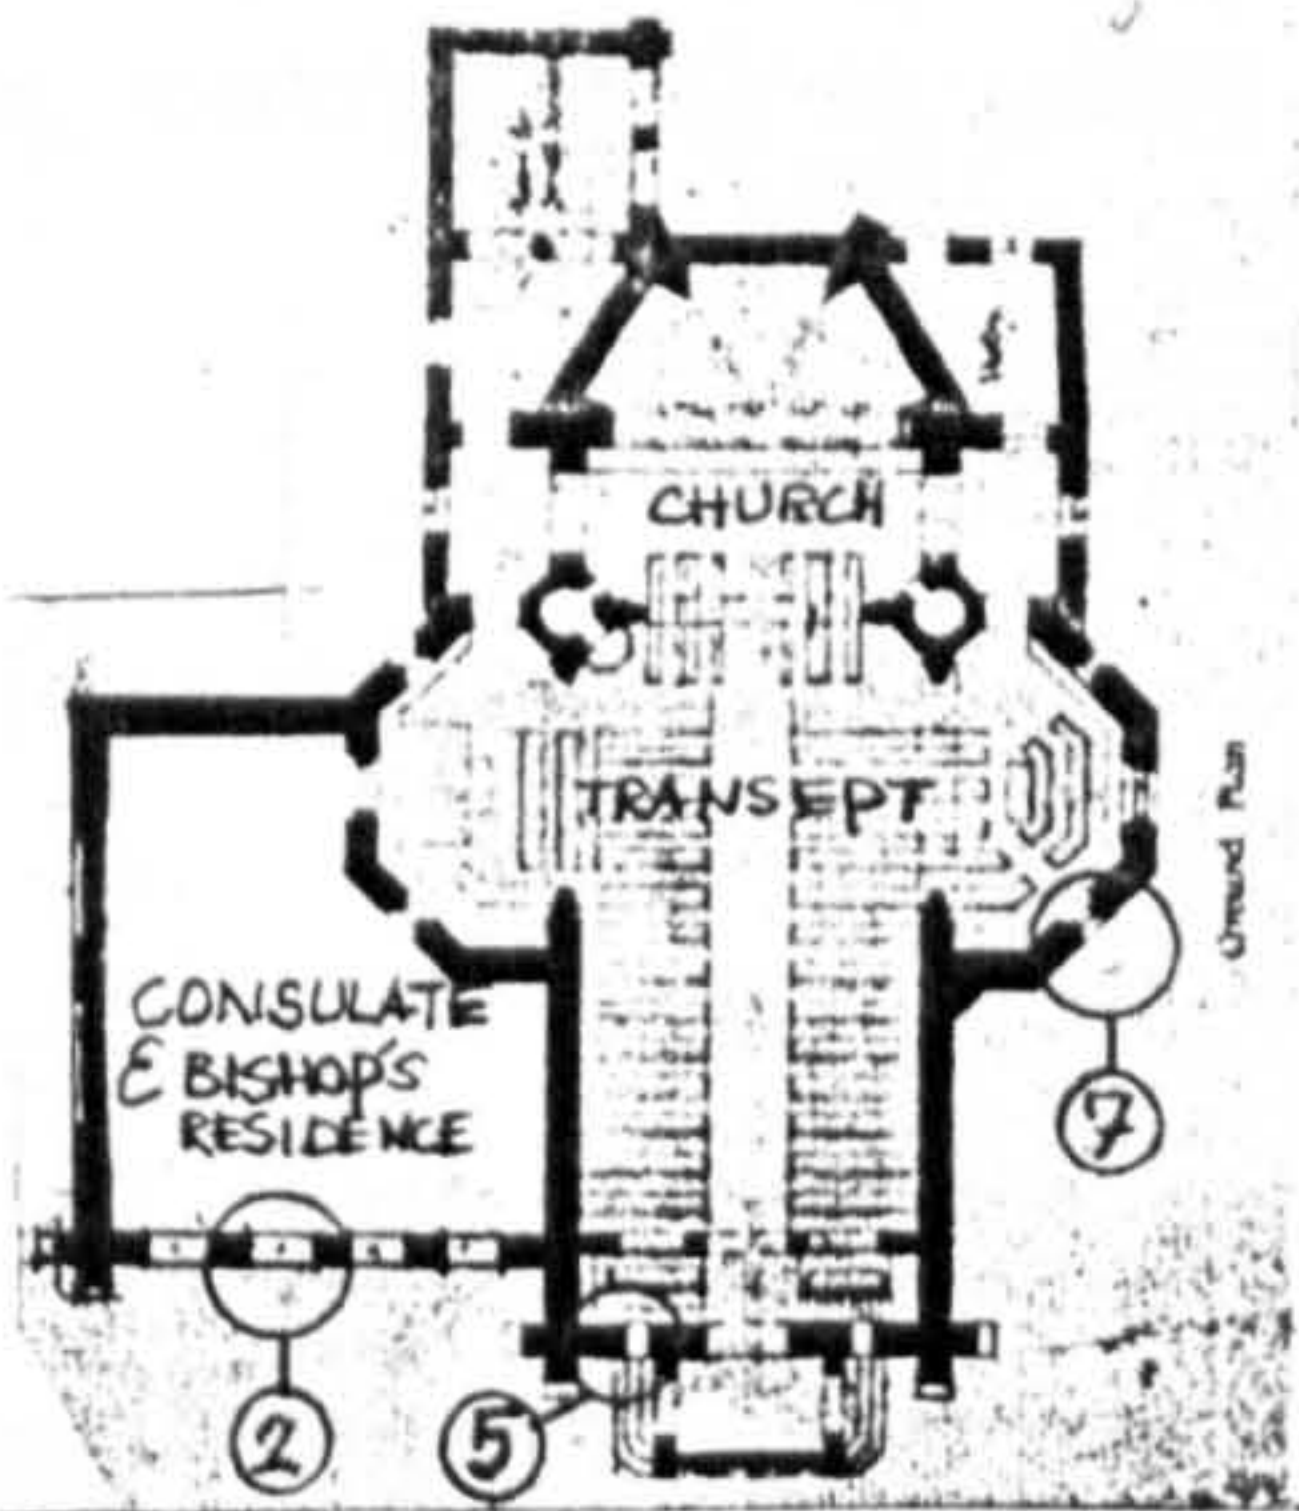 CHURCH
TRANSEPT
Ground Plan
CONSULATE
& BISHOP'S
RESIDENCE
7
2
5